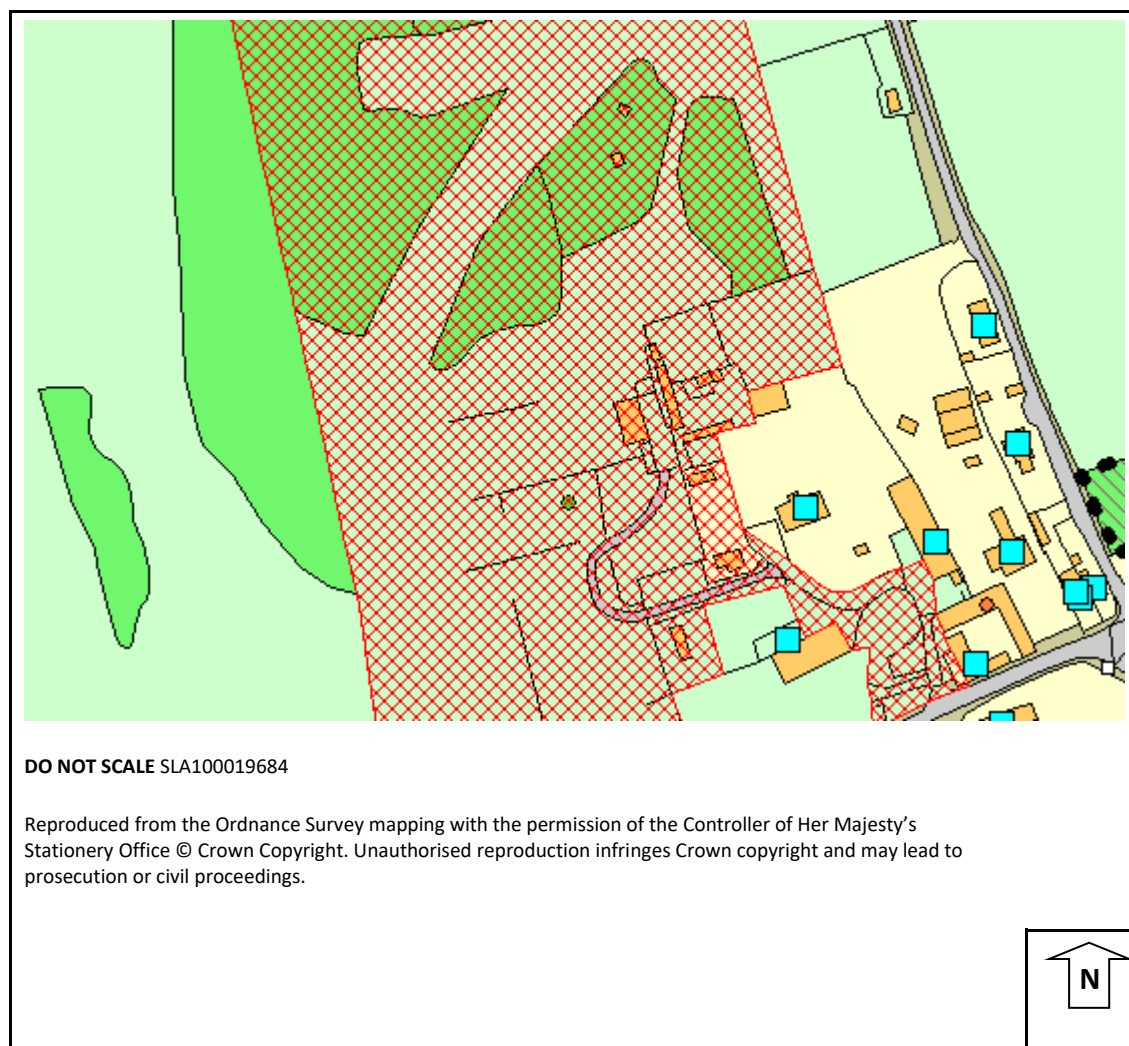 DO NOT SCALE SLA100019684
Reproduced from the Ordnance Survey mapping with the permission of the Controller of Her Majesty’s
Stationery Office © Crown Copyright. Unauthorised reproduction infringes Crown copyright and may lead to
prosecution or civil proceedings.
N